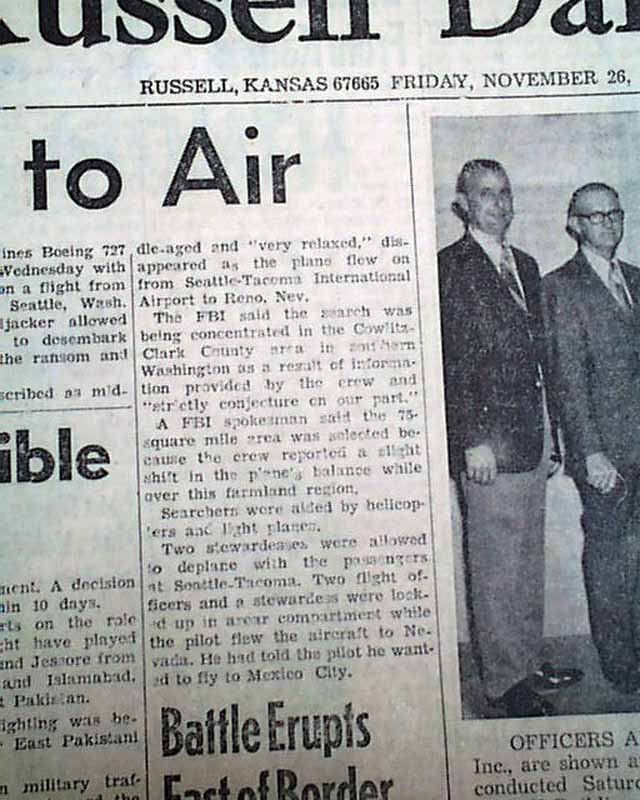 Russell Dai
RUSSELL, KANSAS 67665 FRIDAY, NOVEMBER 26,
to Air
ines Boeing 727
Wednesday with
on a flight from
Seattle, Wash.
ijacker allowed
to desembark
the ransom and
scribed as mid-
dle-aged and "very relaxed," dis-
appeared as the plane flew on
from Seattle-Tacoma International
Airport to Reno, Nev.
The FBI said the search was
being concentrated in the Cowlitz-
Clark County area in southern
Washington as a result of informa-
tion provided by the crew and
"strictly conjecture on our part."
A FBI spokesman said the 75-
square mile area was selected be-
cause the crew reported a slight
shift in the plane's balance while
over this farmland region.
Searchers were aided by helicop-
ters and light planes.
Two stewardesses were allowed
to deplane with the passengers
at Seattle-Tacoma. Two flight of-
ficers and a stewardess were lock-
ed up in a rear compartment while
the pilot flew the aircraft to Ne-
vada. He had told the pilot he want-
ed to fly to Mexico City.
ible
ment. A decision
hin 10 days.
rts on the role
ght have played
and Jessore from
and Islamabad,
t Pakistan.
fighting was be-
East Pakistani
n military traf-
the
Battle Erupts
East of Border
OFFICERS A
Inc., are shown a
conducted Satur